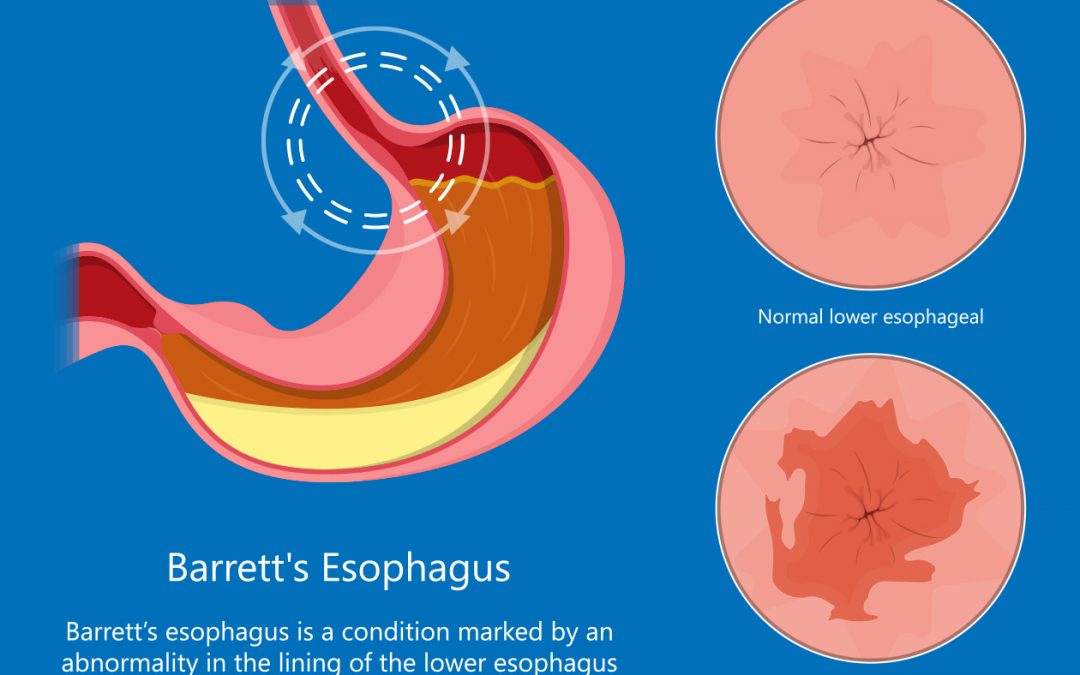 Normal lower esophageal
Barrett's Esophagus
Barrett’s esophagus is a condition marked by an
abnormality in the lining of the lower esophagus